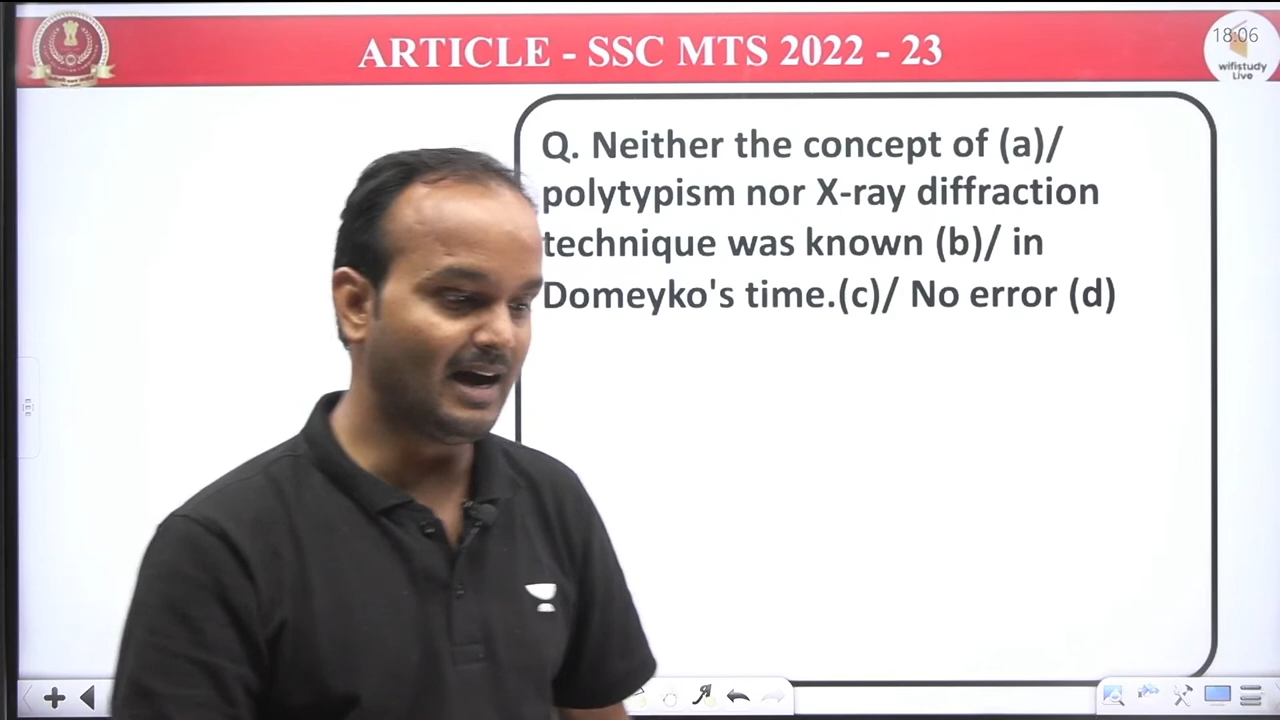 ARTICLE - SSC MTS 2022 - 23
18:06
wifistudy
Live
Q. Neither the concept of (a)/
polytypism nor X-ray diffraction
technique was known (b)/ in
Domeyko's time.(c)/ No error (d)